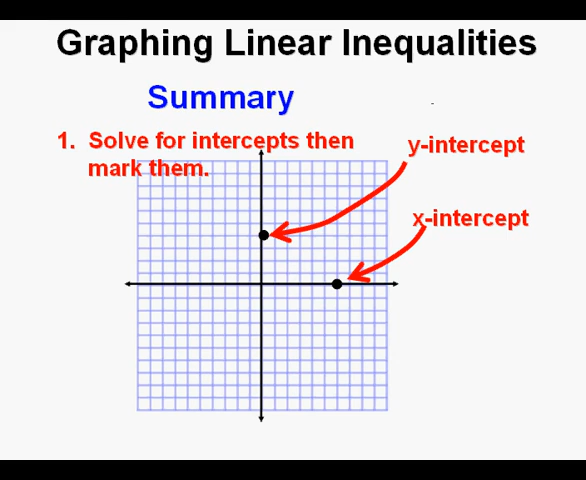 Graphing Linear Inequalities
Summary
1. Solve for intercepts then
mark them.
y-intercept
x-intercept